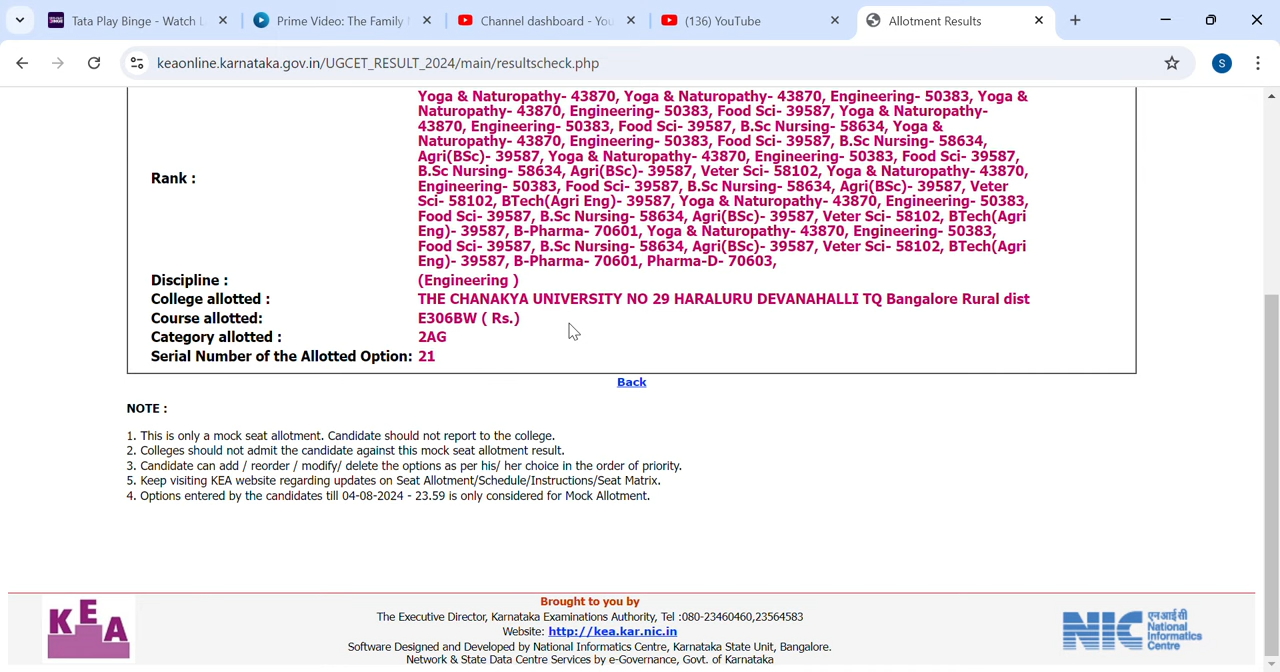 Tata Play Binge - Watch L
Prime Video: The Family
Channel dashboard - You
(136) YouTube
Allotment Results
keaonline.karnataka.gov.in/UGCET_RESULT_2024/main/resultscheck.php
S
Yoga & Naturopathy- 43870, Yoga & Naturopathy- 43870, Engineering- 50383, Yoga &
Naturopathy- 43870, Engineering- 50383, Food Sci- 39587, Yoga & Naturopathy-
43870, Engineering- 50383, Food Sci- 39587, B.Sc Nursing- 58634, Yoga &
Naturopathy- 43870, Engineering- 50383, Food Sci- 39587, B.Sc Nursing- 58634,
Agri(BSc)- 39587, Yoga & Naturopathy- 43870, Engineering- 50383, Food Sci- 39587,
B.Sc Nursing- 58634, Agri(BSc)- 39587, Veter Sci- 58102, Yoga & Naturopathy- 43870,
Rank :
Engineering- 50383, Food Sci- 39587, B.Sc Nursing- 58634, Agri(BSc)- 39587, Veter
Sci- 58102, BTech(Agri Eng)- 39587, Yoga & Naturopathy- 43870, Engineering- 50383,
Food Sci- 39587, B.Sc Nursing- 58634, Agri(BSc)- 39587, Veter Sci- 58102, BTech(Agri
Eng)- 39587, B-Pharma- 70601, Yoga & Naturopathy- 43870, Engineering- 50383,
Food Sci- 39587, B.Sc Nursing- 58634, Agri(BSc)- 39587, Veter Sci- 58102, BTech(Agri
Eng)- 39587, B-Pharma- 70601, Pharma-D- 70603,
Discipline : (Engineering )
College allotted : THE CHANAKYA UNIVERSITY NO 29 HARALURU DEVANAHALLI TQ Bangalore Rural dist
Course allotted: E306BW ( Rs.)
Category allotted : 2AG
Serial Number of the Allotted Option: 21
Back
NOTE :
1. This is only a mock seat allotment. Candidate should not report to the college.
2. Colleges should not admit the candidate against this mock seat allotment result.
3. Candidate can add / reorder / modify/ delete the options as per his/ her choice in the order of priority.
5. Keep visiting KEA website regarding updates on Seat Allotment/Schedule/Instructions/Seat Matrix.
4. Options entered by the candidates till 04-08-2024 - 23.59 is only considered for Mock Allotment.
Brought to you by
The Executive Director, Karnataka Examinations Authority, Tel :080-23460460,23564583
Website: http://kea.kar.nic.in
Software Designed and Developed by National Informatics Centre, Karnataka State Unit, Bangalore.
Network & State Data Centre Services by e-Governance, Govt. of Karnataka
KEA
NIC
एनआईसी
National
Informatics
Centre